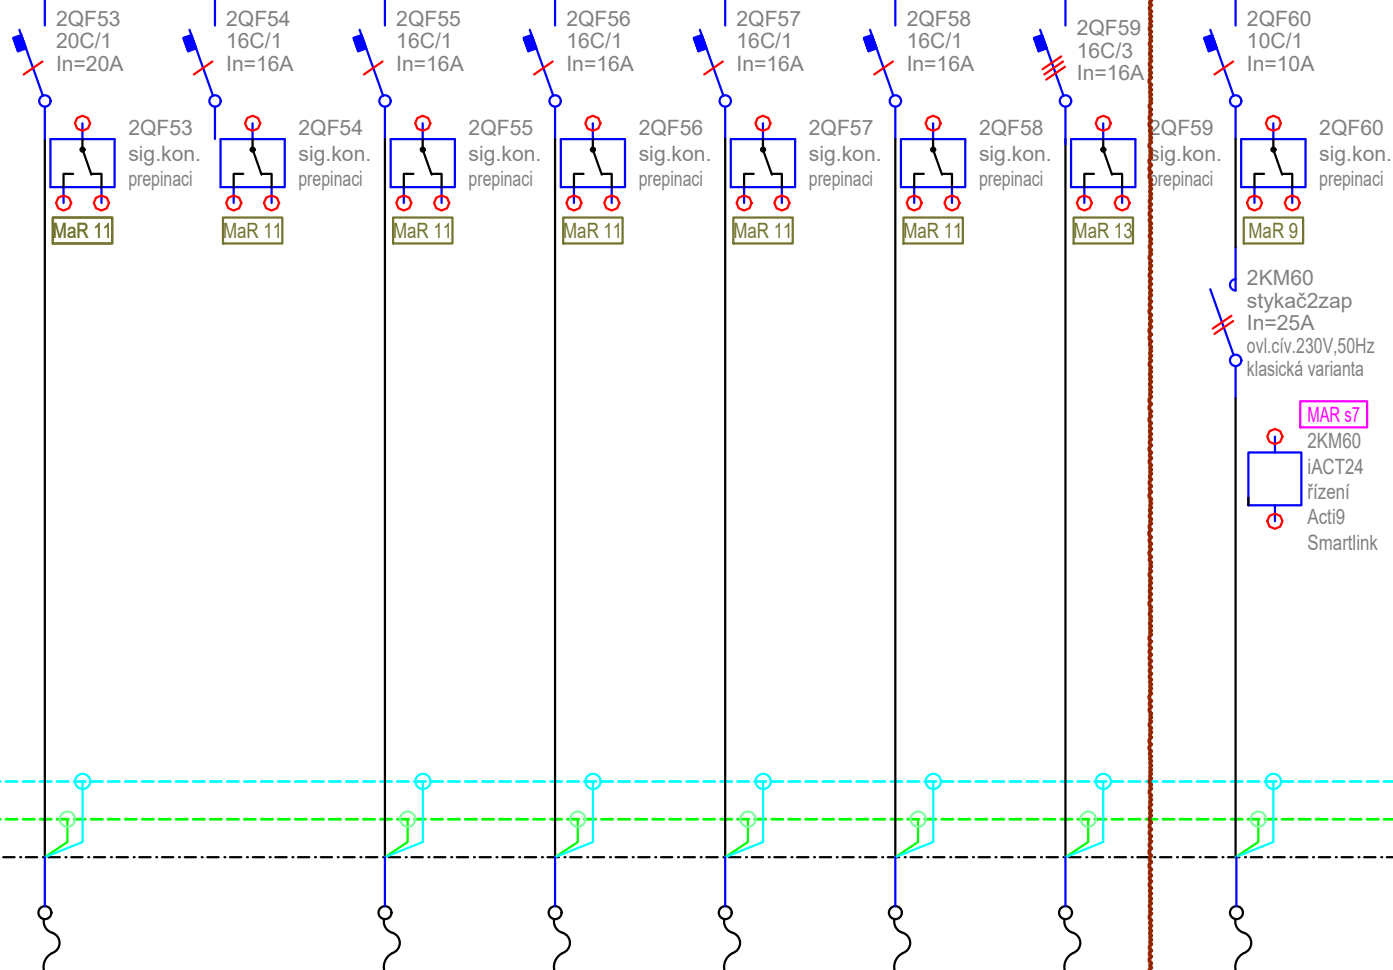 2QF53
20C/1
In=20A
2QF54
16C/1
In=16A
2QF55
16C/1
In=16A
2QF56
16C/1
In=16A
2QF57
16C/1
In=16A
2QF58
16C/1
In=16A
2QF59
16C/3
In=16A
2QF60
10C/1
In=10A
2QF53
sig.kon.
prepinaci
MaR 11
2QF54
sig.kon.
prepinaci
MaR 11
2QF55
sig.kon.
prepinaci
MaR 11
2QF56
sig.kon.
prepinaci
MaR 11
2QF57
sig.kon.
prepinaci
MaR 11
2QF58
sig.kon.
prepinaci
MaR 11
2QF59
sig.kon.
prepinaci
MaR 13
2QF60
sig.kon.
prepinaci
MaR 9
2KM60
stykač2zap
In=25A
ovl.cív.230V,50Hz
klasická varianta
MAR s7
2KM60
iACT24
řízení
Acti9
Smartlink